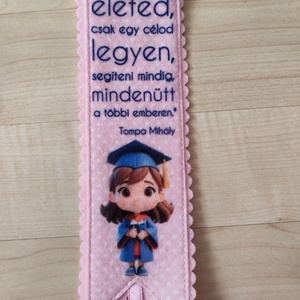 életed,
csak egy célod
legyen,
segíteni mindig,
mindenütt
a többi emberen."
Tompa Mihály